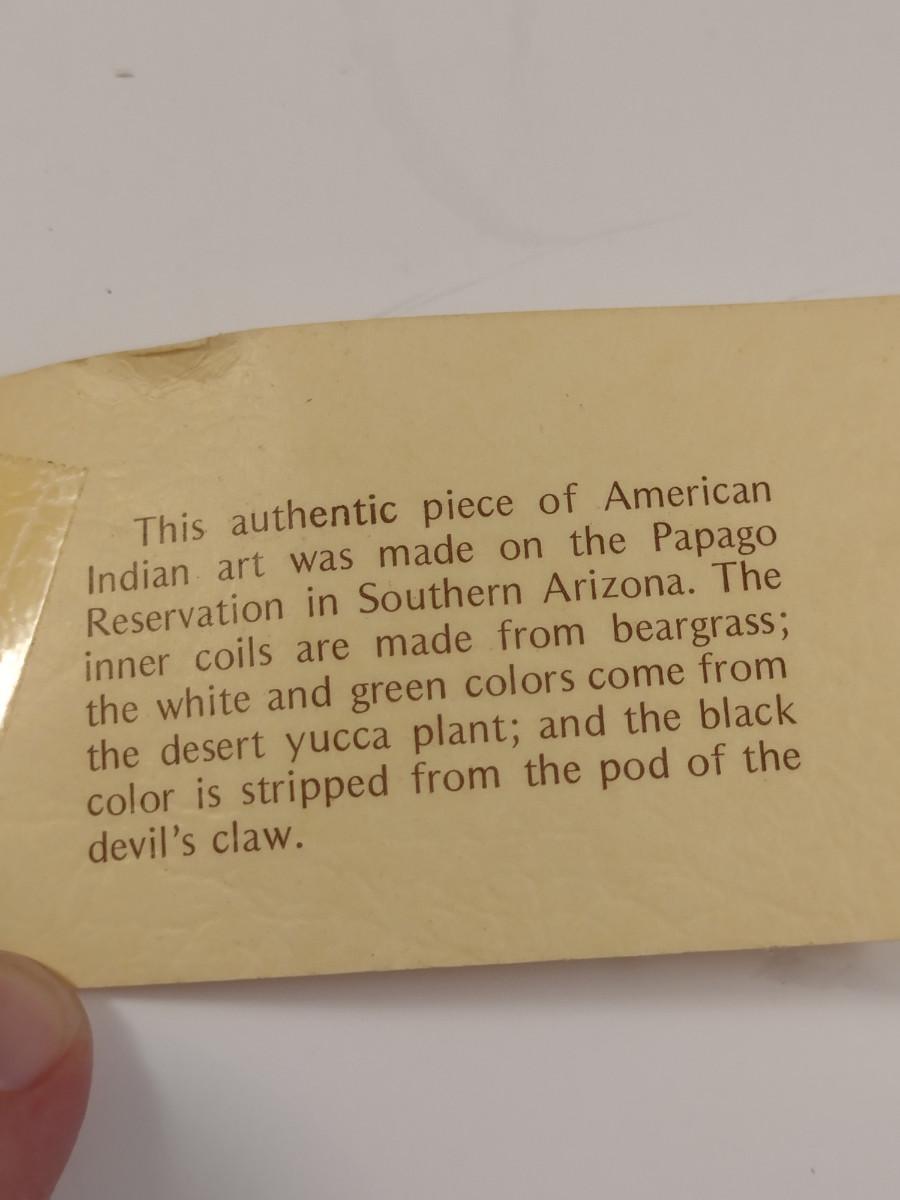 This authentic piece of American
Indian art was made on the Papago
Reservation in Southern Arizona. The
inner coils are made from beargrass;
the white and green colors come from
the desert yucca plant; and the black
color is stripped from the pod of the
devil's claw.